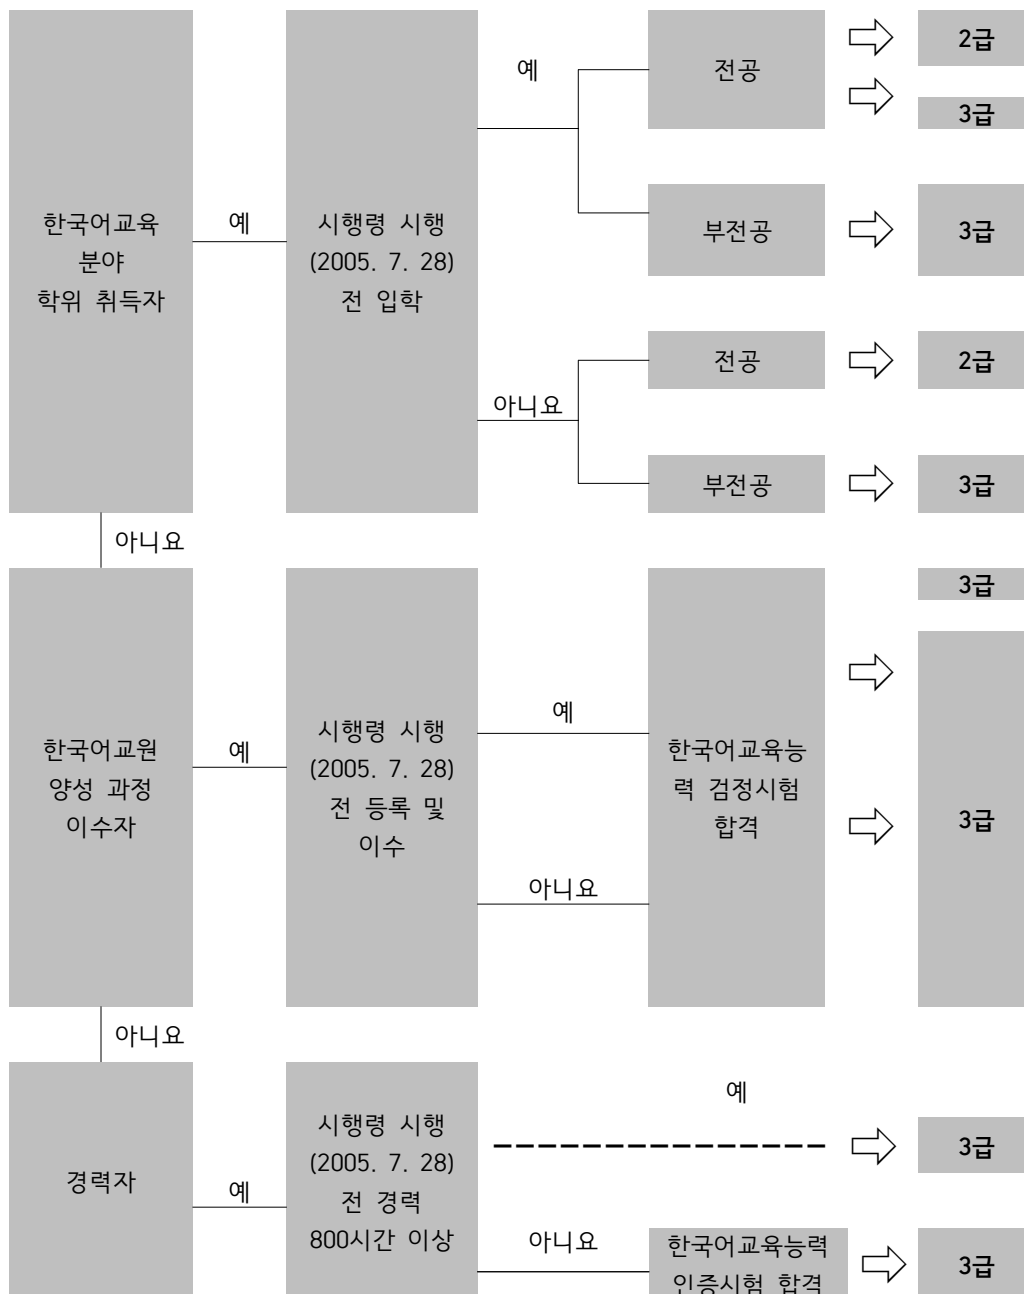 한국어교육
분야
학위 취득자
예
시행령 시행
(2005. 7. 28)
전 입학
예
전공
2급
3급
부전공
3급
아니요
전공
2급
부전공
3급
아니요
한국어교원
양성 과정
이수자
예
시행령 시행
(2005. 7. 28)
전 등록 및
이수
예
아니요
한국어교육능
력 검정시험
합격
3급
3급
아니요
경력자
예
시행령 시행
(2005. 7. 28)
전 경력
800시간 이상
예
3급
아니요
한국어교육능력
인증시험 합격
3급